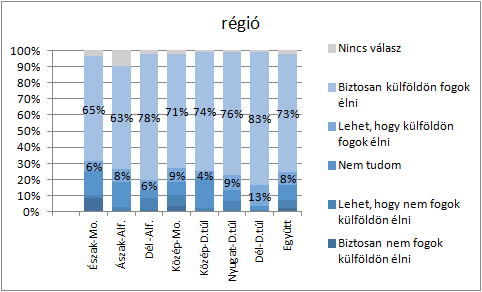 régió
100%
90%
80%
70%
60%
50%
40%
30%
20%
10%
0%
65% 63% 78% 71% 74% 76% 83% 73%
6% 8% 6% 9% 4% 9% 13% 8%
Észak-Mo.
Észak-Alf.
Dél-Alf.
Közép-Mo.
Közép-D.túl
Nyugat-D.túl
Dél-D.túl
Együtt
Nincs válasz
Biztosan külföldön fogok
élni
Lehet, hogy külföldön
fogok élni
Nem tudom
Lehet, hogy nem fogok
külföldön élni
Biztosan nem fogok
külföldön élni